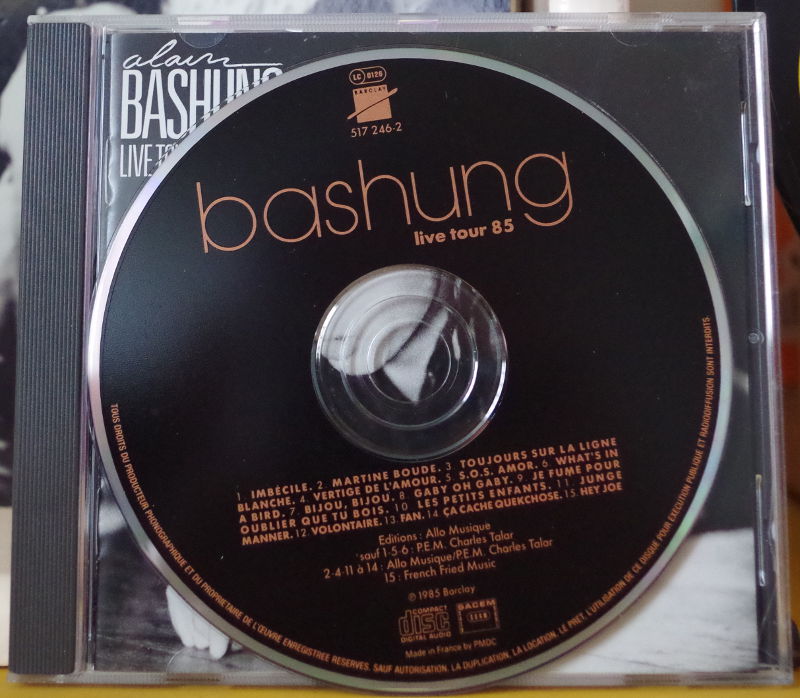 alain
BASHUNG
LIVE TO
LC 0126
BARCLAY
517 246-2
bashung
live tour 85
1. IMBÉCILE. 2. MARTINE BOUDE. 3. TOUJOURS SUR LA LIGNE
BLANCHE. 4. VERTIGE DE L'AMOUR. 5. S.O.S. AMOR. 6. WHAT'S IN
A BIRD. 7. BIJOU, BIJOU. 8 GABY OH GABY. 9 JE FUME POUR
OUBLIER QUE TU BOIS. 10 LES PETITS ENFANTS. 11. JUNGE
MANNER. 12 VOLONTAIRE. 13 FAN. 14 ÇA CACHE QUEKCHOSE. 15 HEY JOE
Editions : Allo Musique
sauf 1-5-6 : P.E.M. Charles Talar
2-4-11 à 14 : Allo Musique/P.E.M. Charles Talar
15 : French Fried Music
© 1985 Barclay
COMPACT
disc
DIGITAL AUDIO
SACEM
Made in France by PMDC
TOUS DROITS DU PRODUCTEUR PHONOGRAPHIQUE ET DU PROPRIETAIRE DE L'ŒUVRE ENREGISTREE RESERVES. SAUF AUTORISATION, LA DUPLICATION, LA LOCATION, LE PRET, L'UTILISATION DE CE DISQUE POUR EXECUTION PUBLIQUE ET RADIODIFFUSION SONT INTERDITS